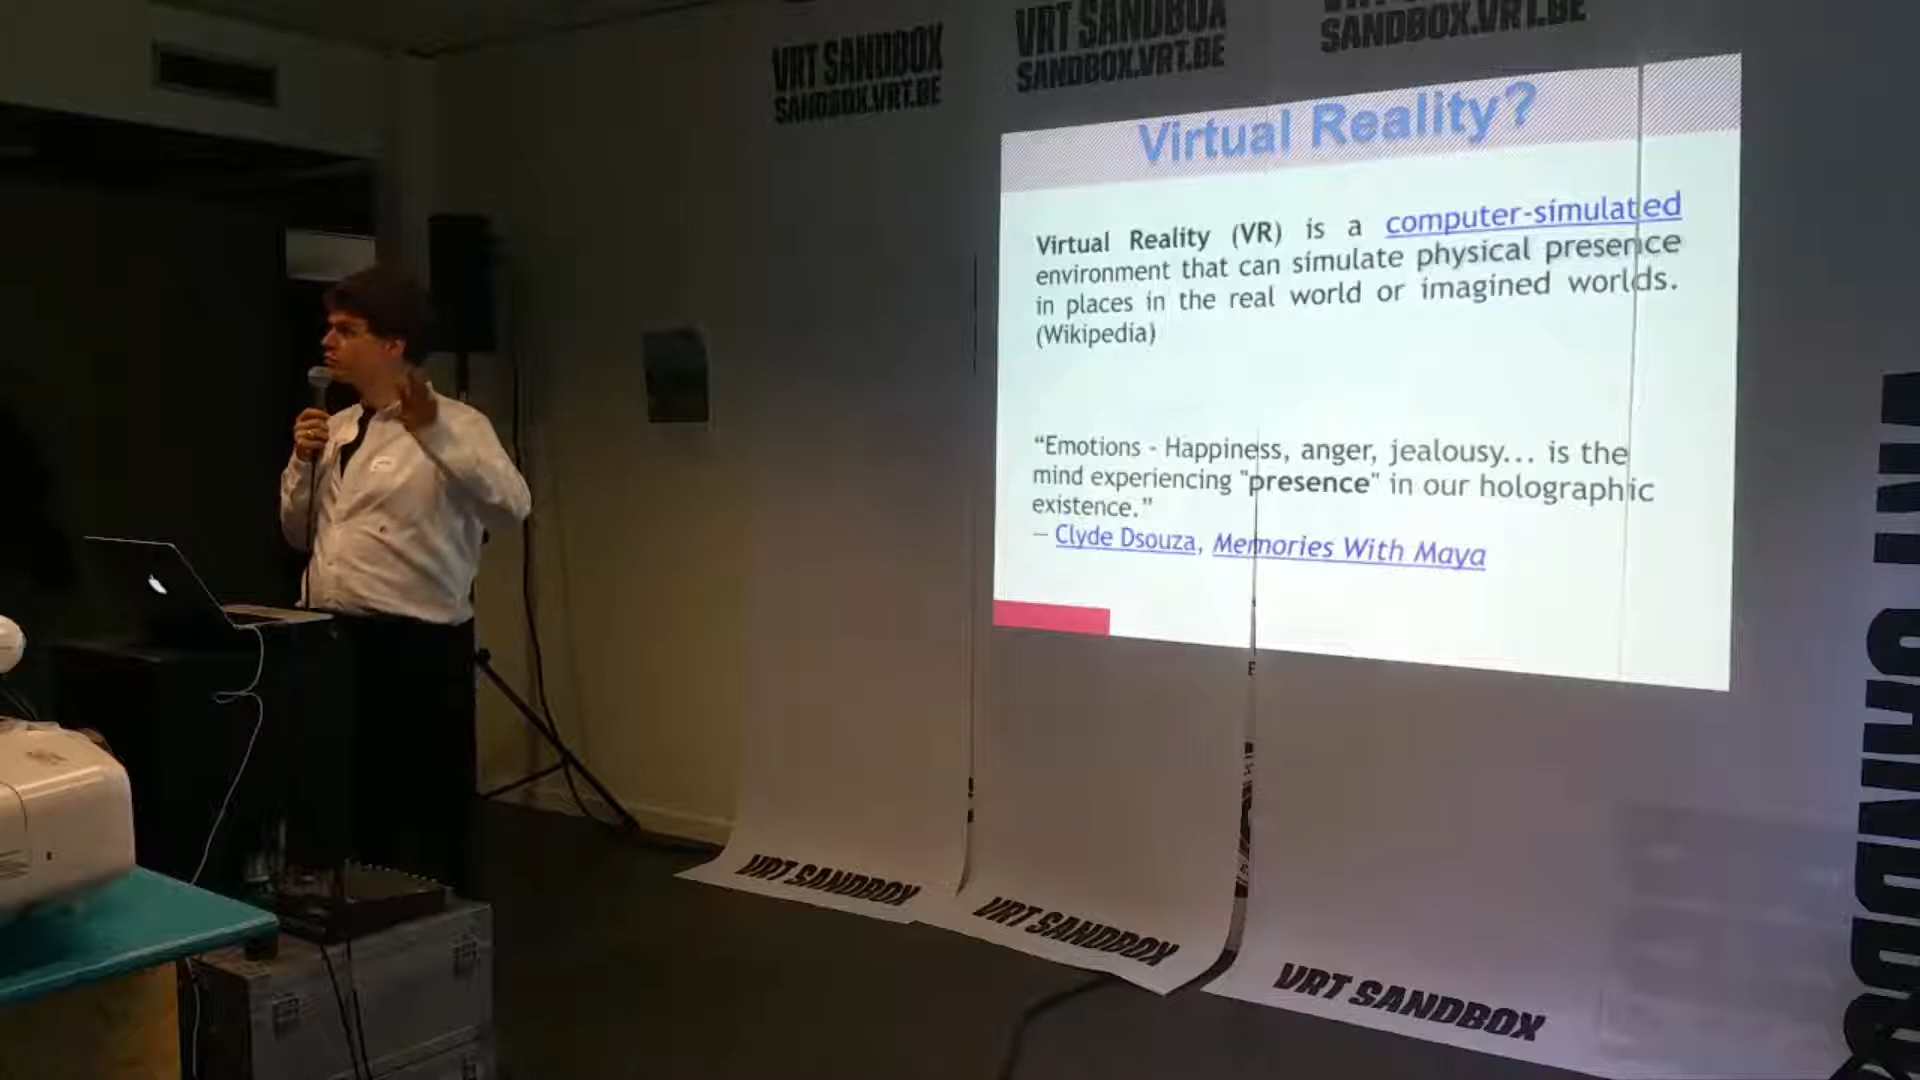 VRT SANDBOX
SANDBOX.VRT.BE
VRT SANDBOX
SANDBOX.VRT.BE
SANDBOX.VRT.BE
Virtual Reality?
Virtual Reality (VR) is a computer-simulated
environment that can simulate physical presence
in places in the real world or imagined worlds.
(Wikipedia)
“Emotions - Happiness, anger, jealousy... is the
mind experiencing "presence" in our holographic
existence.”
— Clyde Dsouza, Memories With Maya
VRT SANDBOX
VRT SANDBOX
VRT SANDBOX
VRT SANDBOX